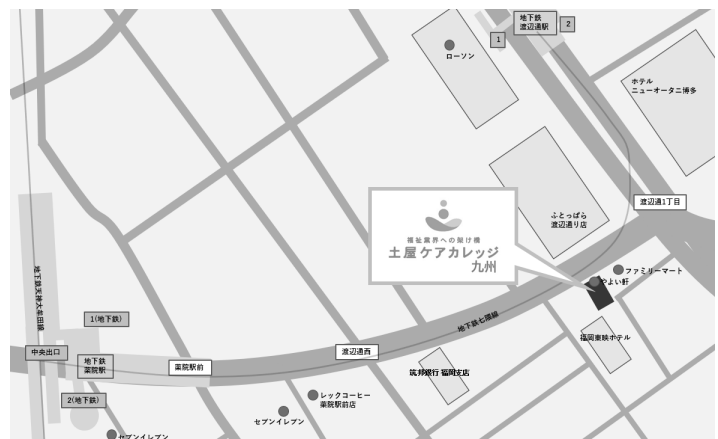 地下鉄
渡辺通駅
2
1
ローソン
ホテル
ニューオータニ博多
渡辺通1丁目
ふとっぱら
渡辺通り店
福祉業界への架け橋
土屋ケアカレッジ
九州
ファミリーマート
やよい軒
地下鉄天神大牟田線
地下鉄七隈線
福岡東映ホテル
1(地下鉄)
渡辺通西
中央出口
地下鉄
薬院駅
薬院駅前
筑邦銀行 福岡支店
2(地下鉄)
レックコーヒー
薬院駅前店
セブンイレブン
セブンイレブン